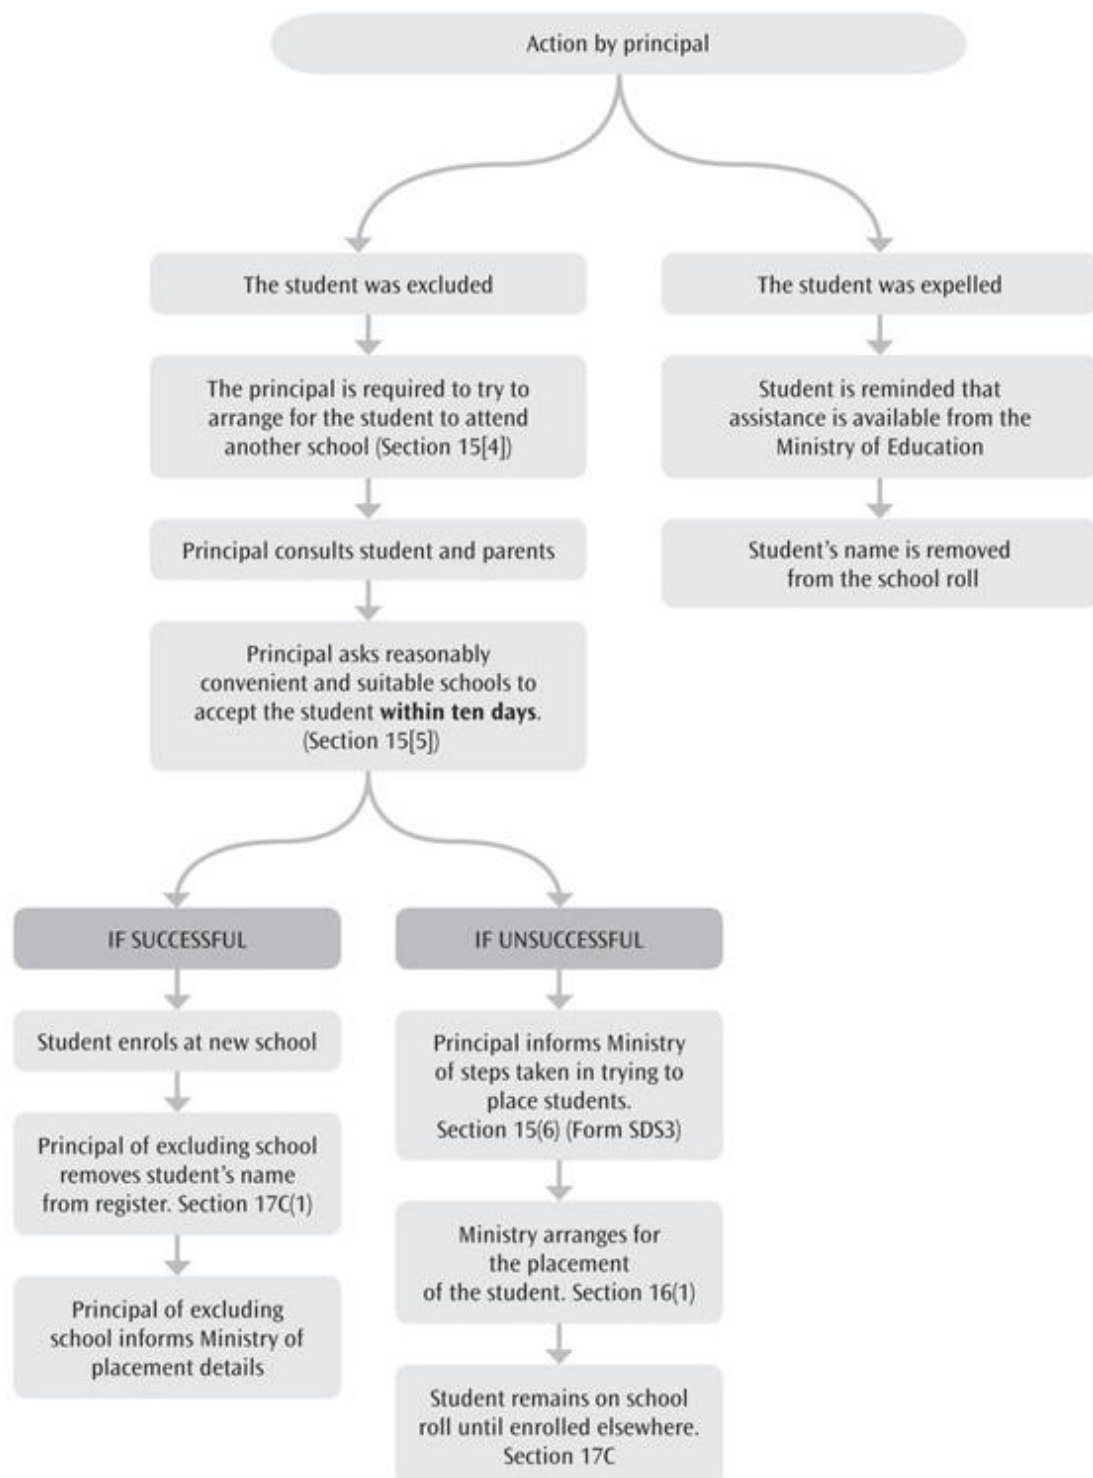 Action by principal
The student was excluded
The student was expelled
The principal is required to try to
arrange for the student to attend
another school (Section 15[4])
Student is reminded that
assistance is available from the
Ministry of Education
Principal consults student and parents
Student’s name is removed
from the school roll
Principal asks reasonably
convenient and suitable schools to
accept the student within ten days.
(Section 15[5])
IF SUCCESSFUL
IF UNSUCCESSFUL
Student enrols at new school
Principal of excluding school
removes student’s name
from register. Section 17C(1)
Principal of excluding
school informs Ministry of
placement details
Principal informs Ministry
of steps taken in trying to
place students.
Section 15(6) (Form SDS3)
Ministry arranges for
the placement
of the student. Section 16(1)
Student remains on school
roll until enrolled elsewhere.
Section 17C